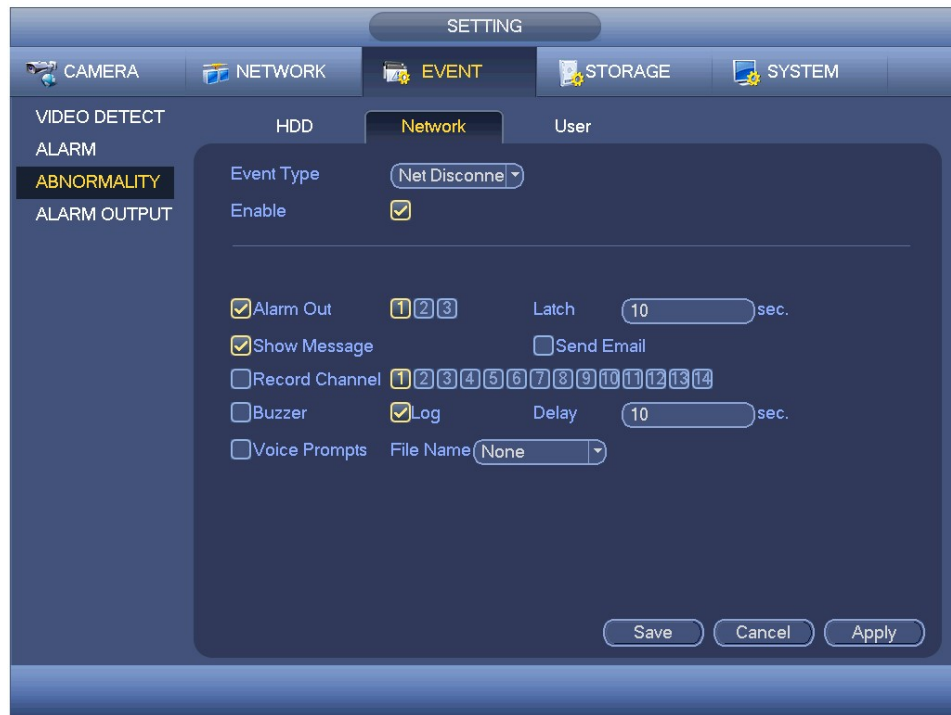 SETTING
CAMERA NETWORK EVENT STORAGE SYSTEM
VIDEO DETECT
ALARM
ABNORMALITY
ALARM OUTPUT
HDD Network User
Event Type Net Disconne
Enable
Alarm Out 1 2 3 Latch 10 sec.
Show Message Send Email
Record Channel 1 2 3 4 5 6 7 8 9 10 11 12 13 14
Buzzer Log Delay 10 sec.
Voice Prompts File Name None
Save Cancel Apply